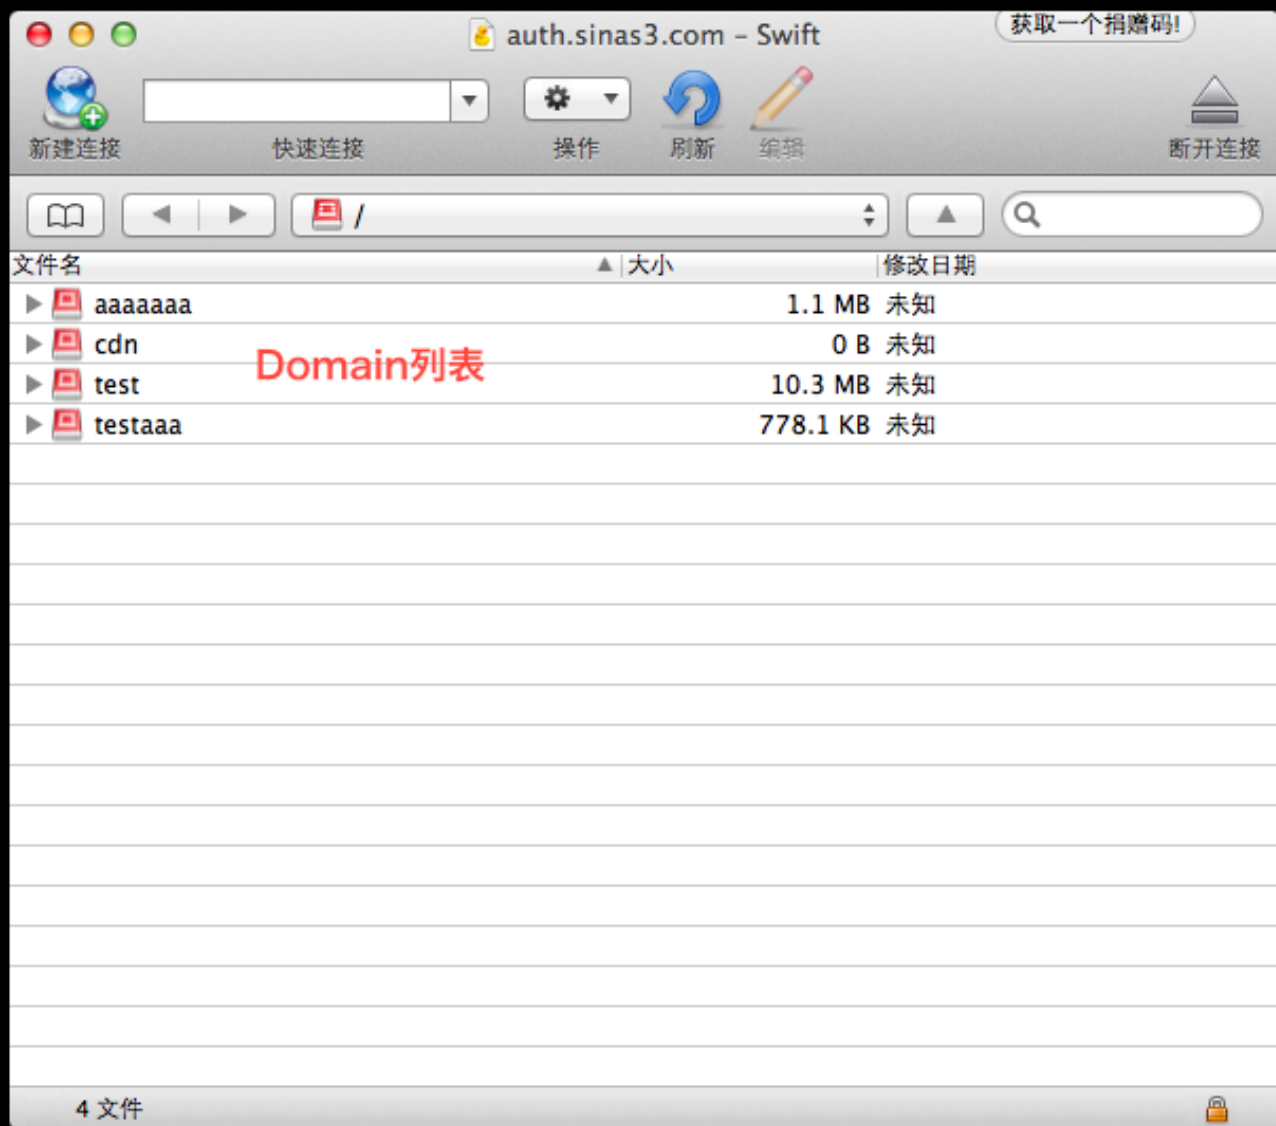 auth.sinas3.com – Swift
获取一个捐赠码!
新建连接
快速连接
操作
刷新
编辑
断开连接
/
文件名 大小 修改日期
aaaaaaa 1.1 MB 未知
cdn 0 B 未知
Domain列表
test 10.3 MB 未知
testaaa 778.1 KB 未知
4 文件